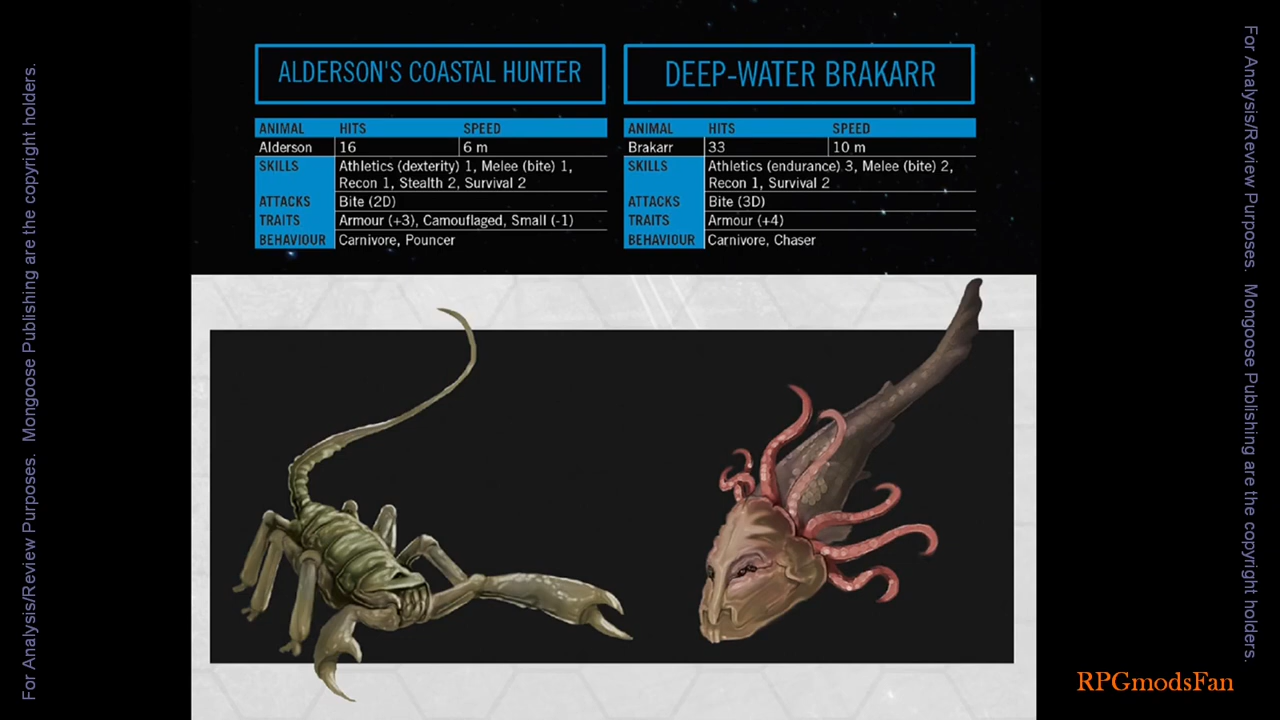 For Analysis/Review Purposes.  Mongoose Publishing are the copyright holders.
ALDERSON'S COASTAL HUNTER
ANIMAL HITS SPEED
Alderson 16 6 m
SKILLS Athletics (dexterity) 1, Melee (bite) 1,
Recon 1, Stealth 2, Survival 2
ATTACKS Bite (2D)
TRAITS Armour (+3), Camouflaged, Small (-1)
BEHAVIOUR Carnivore, Pouncer
DEEP-WATER BRAKARR
ANIMAL HITS SPEED
Brakarr 33 10 m
SKILLS Athletics (endurance) 3, Melee (bite) 2,
Recon 1, Survival 2
ATTACKS Bite (3D)
TRAITS Armour (+4)
BEHAVIOUR Carnivore, Chaser
For Analysis/Review Purposes.  Mongoose Publishing are the copyright holders.
RPGmodsFan